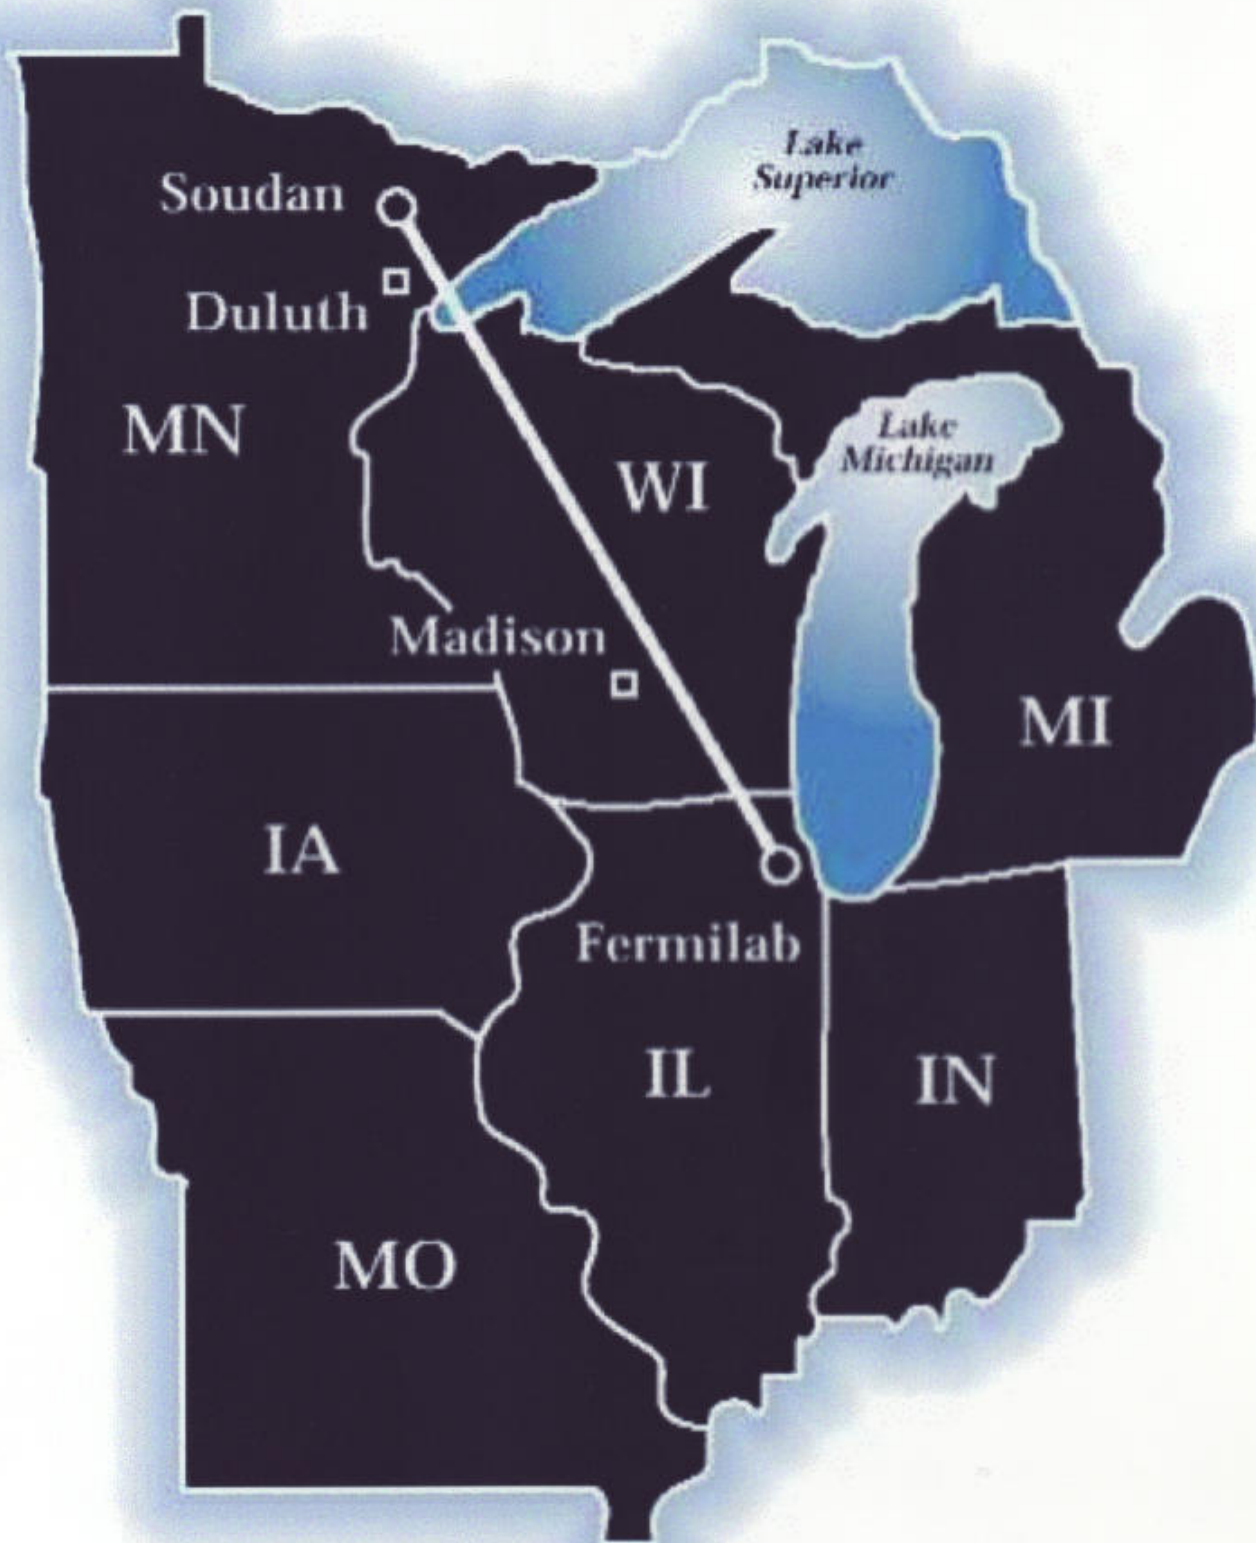 Lake
Superior
Soudan
Duluth
MN
Lake
Michigan
WI
Madison
MI
IA
Fermilab
IL
IN
MO